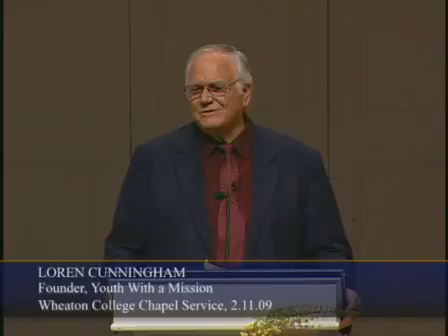 LOREN CUNNINGHAM
Founder, Youth With a Mission
Wheaton College Chapel Service, 2.11.09